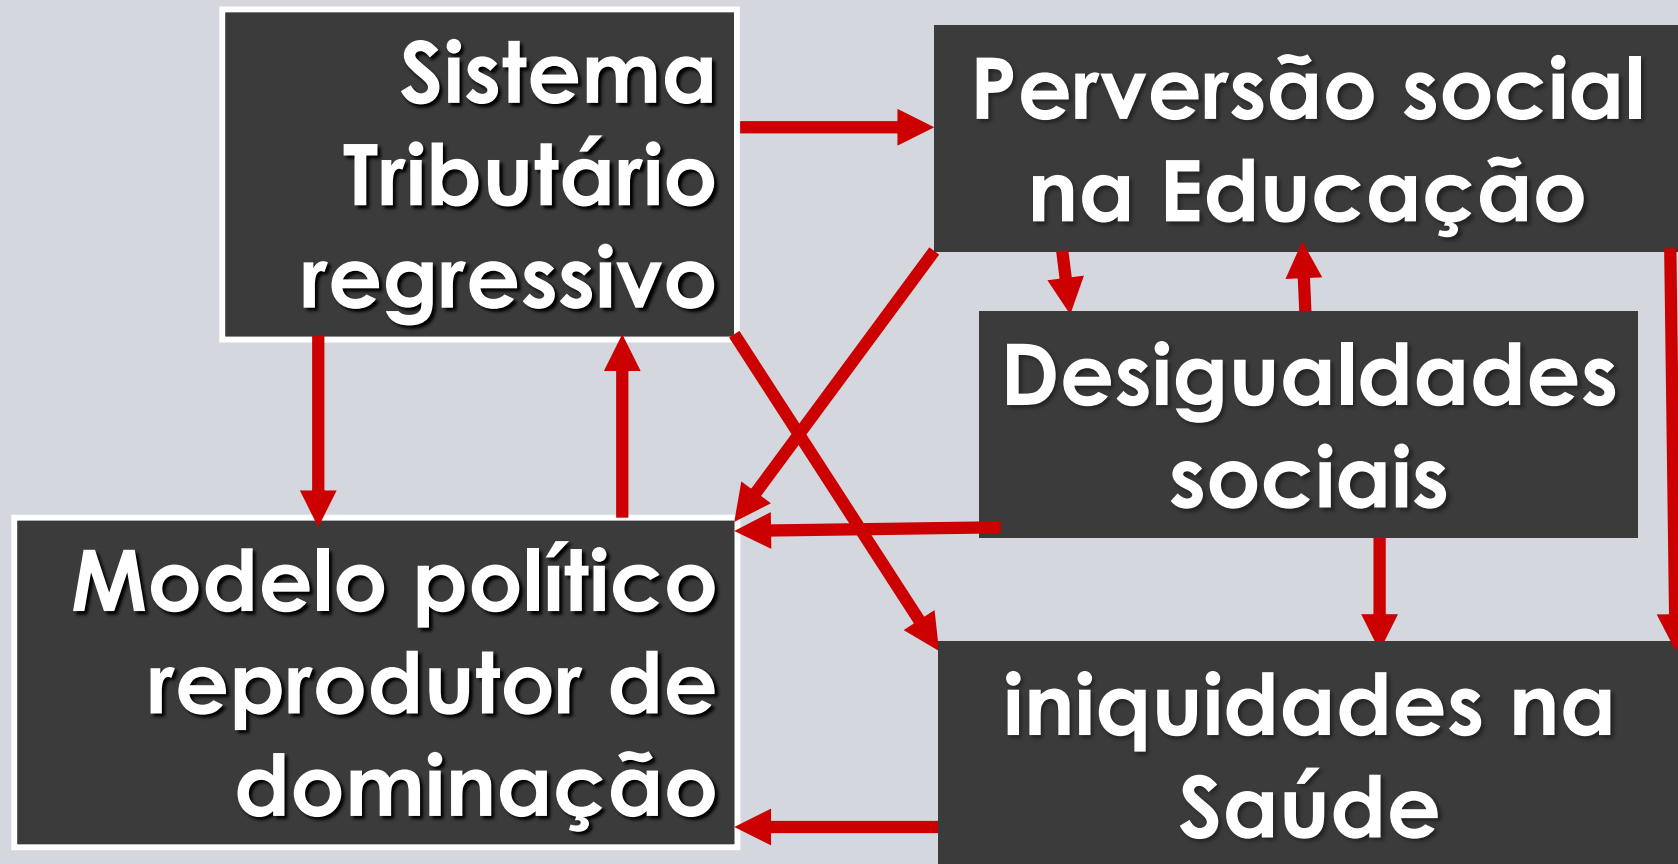 Sistema
Tributário
regressivo
Perversão social
na Educação
Desigualdades
sociais
Modelo político
reprodutor de
dominação
iniquidades na
Saúde